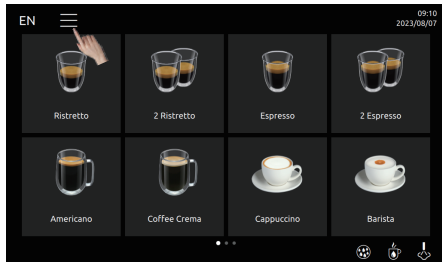 EN
09:10
2023/08/07
Ristretto
2 Ristretto
Espresso
2 Espresso
Americano
Coffee Crema
Cappuccino
Barista